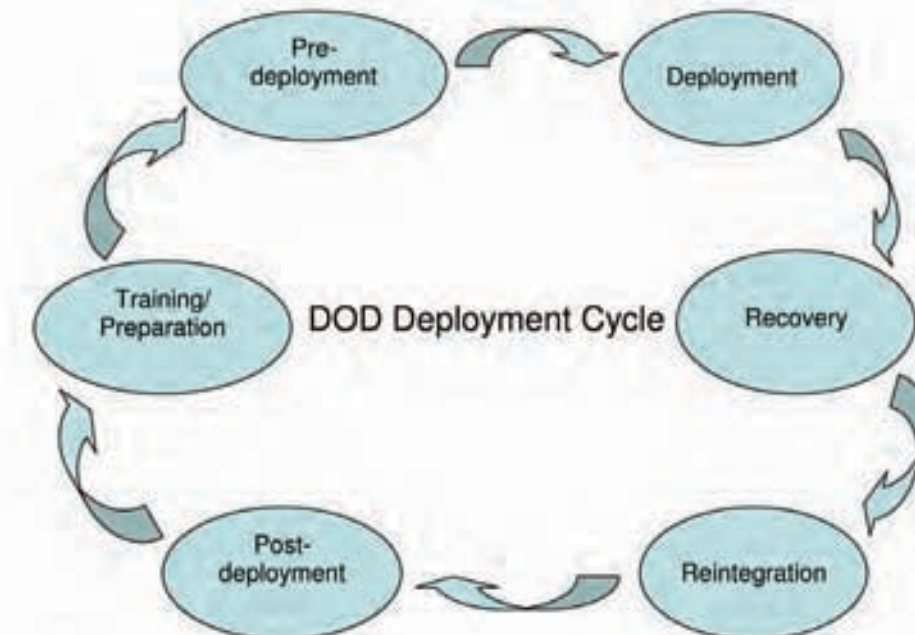 Pre-
deployment
Deployment
Training/
Preparation
DOD Deployment Cycle
Recovery
Post-
deployment
Reintegration